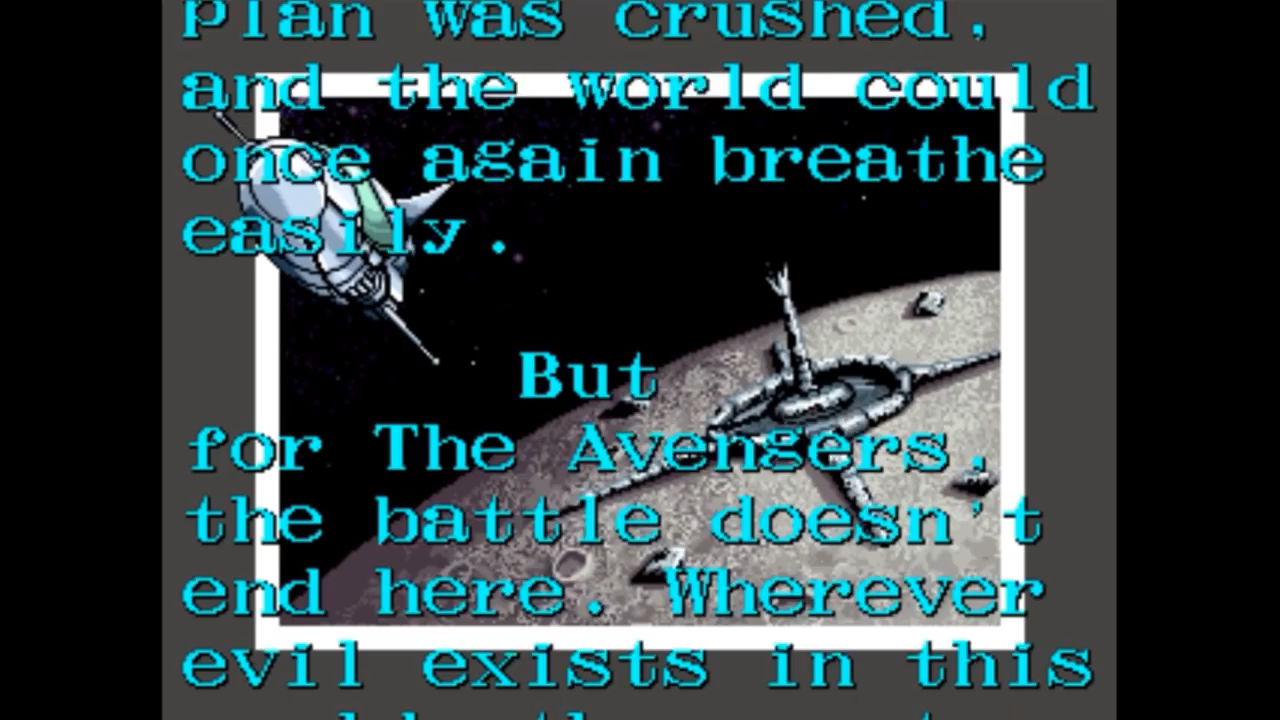 plan was crushed,
and the world could
once again breathe
easily.
But
for The Avengers,
the battle doesn't
end here. Wherever
evil exists in this